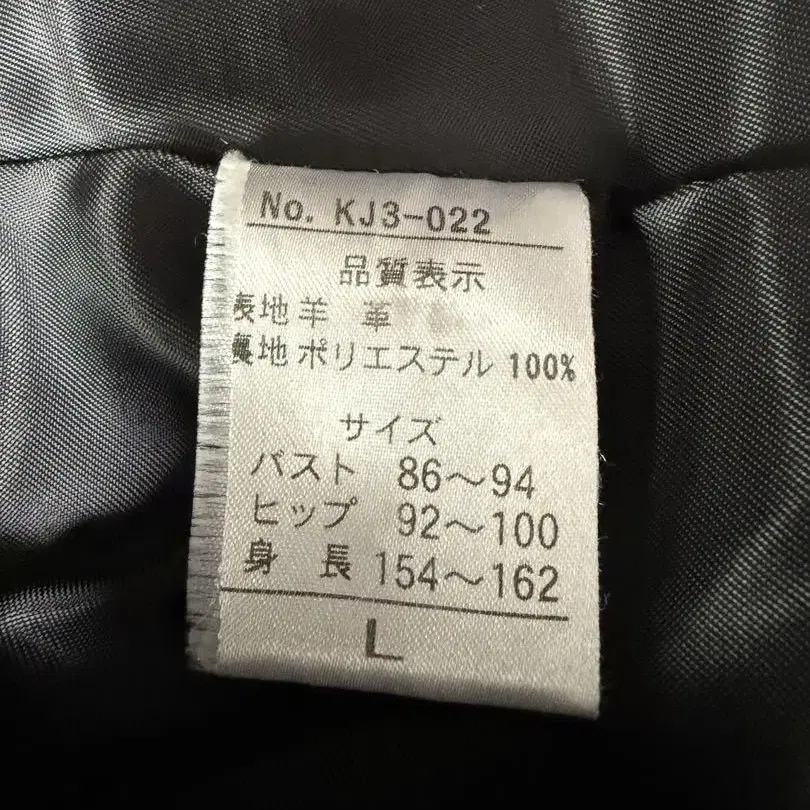 No. KJ3-022
品質表示
表地 羊 革
裏地 ポリエステル 100%
サイズ
バスト 86〜94
ヒップ 92〜100
身 長 154〜162
L